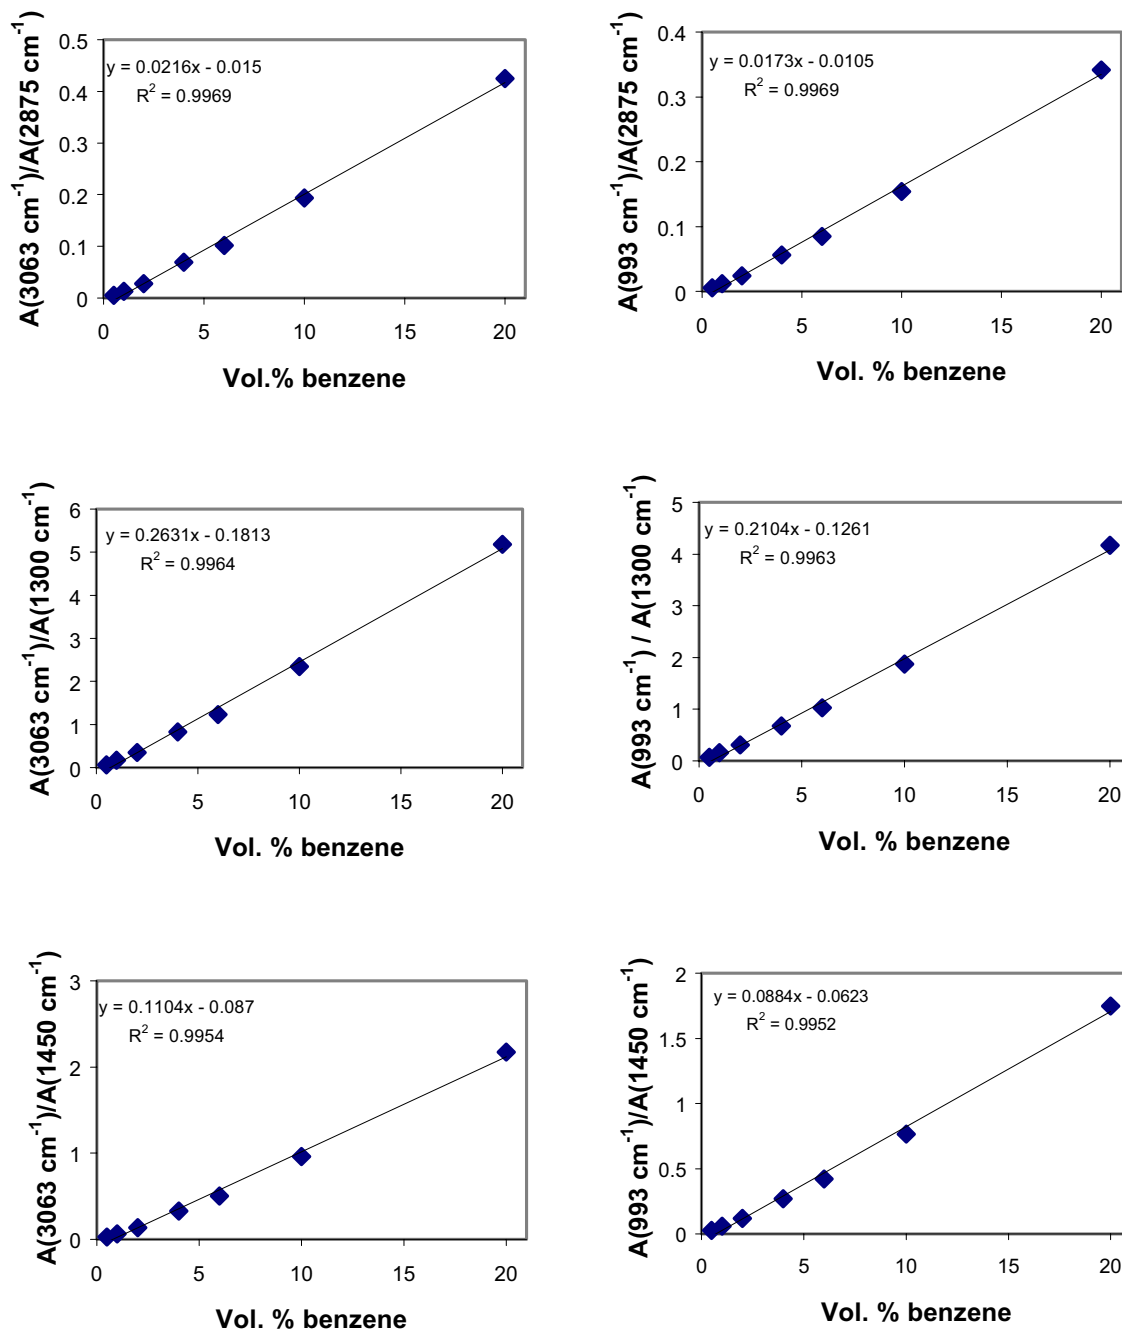 A(3063 cm⁻¹)/A(2875 cm⁻¹)
0.5
0.4
0.3
0.2
0.1
0
y = 0.0216x - 0.015
R² = 0.9969
0 5 10 15 20
Vol.% benzene
A(993 cm⁻¹)/A(2875 cm⁻¹)
0.4
0.3
0.2
0.1
0
y = 0.0173x - 0.0105
R² = 0.9969
0 5 10 15 20
Vol. % benzene
A(3063 cm⁻¹)/A(1300 cm⁻¹)
6
5
4
3
2
1
0
y = 0.2631x - 0.1813
R² = 0.9964
0 5 10 15 20
Vol. % benzene
A(993 cm⁻¹) / A(1300 cm⁻¹)
5
4
3
2
1
0
y = 0.2104x - 0.1261
R² = 0.9963
0 5 10 15 20
Vol. % benzene
A(3063 cm⁻¹)/A(1450 cm⁻¹)
3
2
1
0
y = 0.1104x - 0.087
R² = 0.9954
0 5 10 15 20
Vol. % benzene
A(993 cm⁻¹)/A(1450 cm⁻¹)
2
1.5
1
0.5
0
y = 0.0884x - 0.0623
R² = 0.9952
0 5 10 15 20
Vol. % benzene